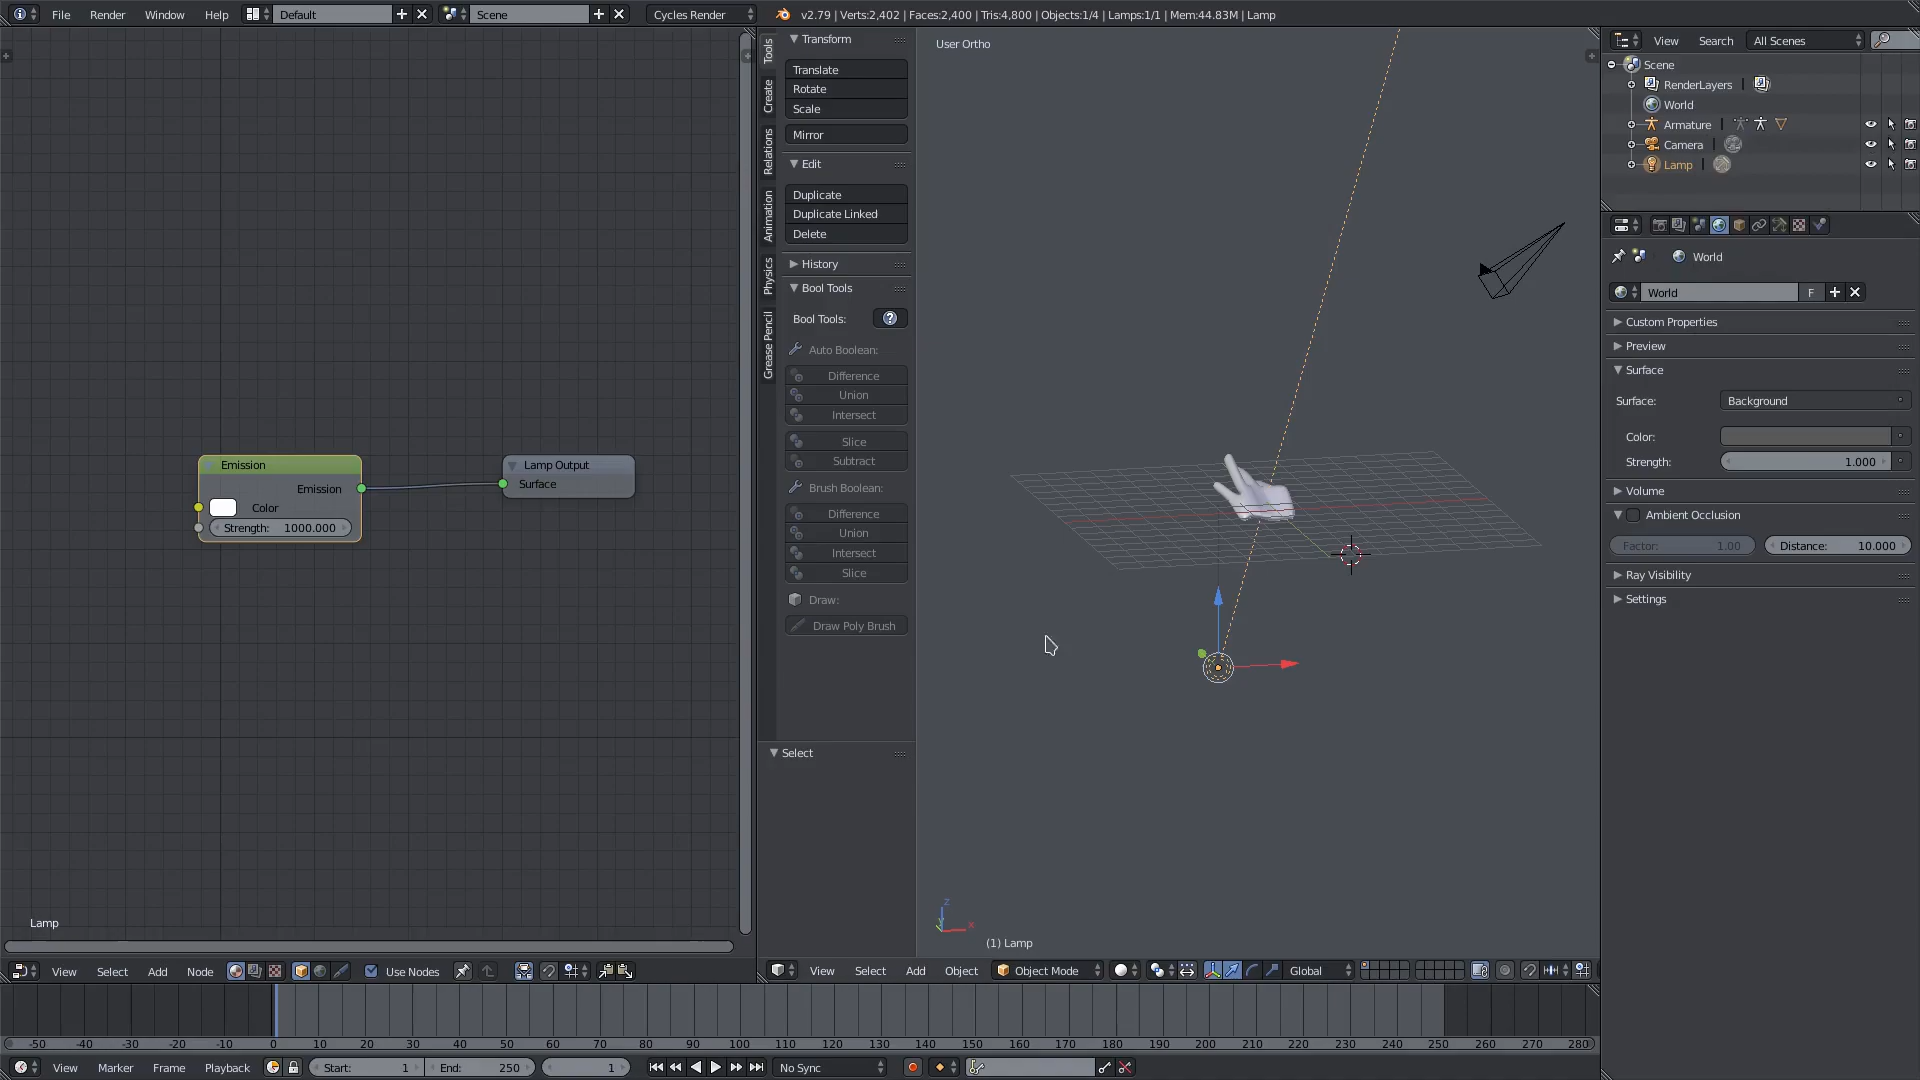 File Render Window Help Default Scene Cycles Render v2.79 | Verts:2,402 | Faces:2,400 | Tris:4,800 | Objects:1/4 | Lamps:1/1 | Mem:44.83M | Lamp
Emission
Emission
Color
Strength: 1000.000
Lamp Output
Surface
Lamp
Tools
Create
Relations
Animation
Physics
Grease Pencil
Transform
Translate
Rotate
Scale
Mirror
Edit
Duplicate
Duplicate Linked
Delete
History
Bool Tools
Bool Tools:
Auto Boolean:
Difference
Union
Intersect
Slice
Subtract
Brush Boolean:
Difference
Union
Intersect
Slice
Draw:
Draw Poly Brush
Select
User Ortho
z
x
(1) Lamp
View Search All Scenes
Scene
RenderLayers
World
Armature
Camera
Lamp
World
World F
Custom Properties
Preview
Surface
Surface: Background
Color:
Strength: 1.000
Volume
Ambient Occlusion
Factor: 1.00 Distance: 10.000
Ray Visibility
Settings
View Select Add Node Use Nodes
View Select Add Object Object Mode Global
-50 -40 -30 -20 -10 0 10 20 30 40 50 60 70 80 90 100 110 120 130 140 150 160 170 180 190 200 210 220 230 240 250 260 270 280
View Marker Frame Playback Start: 1 End: 250 1 No Sync